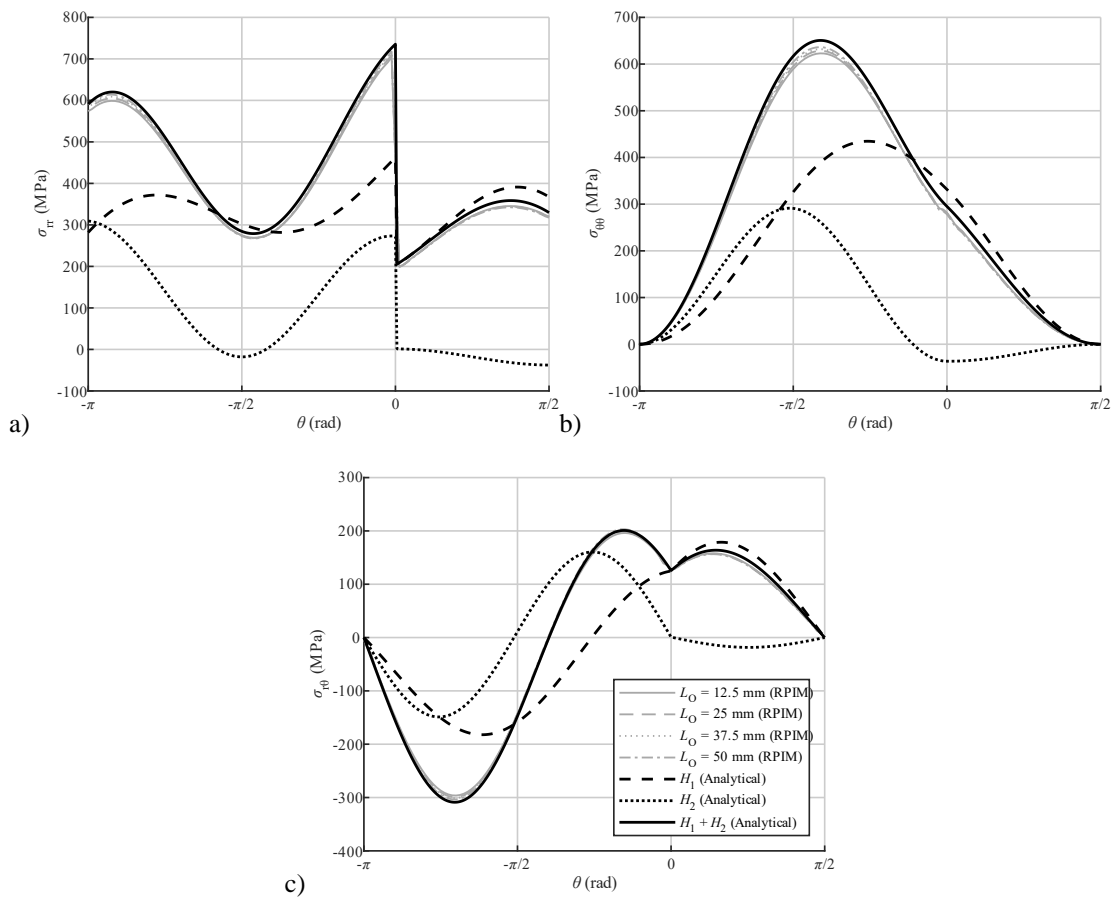 800
700
600
500
400
300
200
100
0
-100
σrr (MPa)
-π
-π/2
0
π/2
θ (rad)
a)
700
600
500
400
300
200
100
0
-100
σθθ (MPa)
-π
-π/2
0
π/2
θ (rad)
b)
300
200
100
0
-100
-200
-300
-400
σrθ (MPa)
LO = 12.5 mm (RPIM)
LO = 25 mm (RPIM)
LO = 37.5 mm (RPIM)
LO = 50 mm (RPIM)
H1 (Analytical)
H2 (Analytical)
H1 + H2 (Analytical)
-π
-π/2
0
π/2
θ (rad)
c)